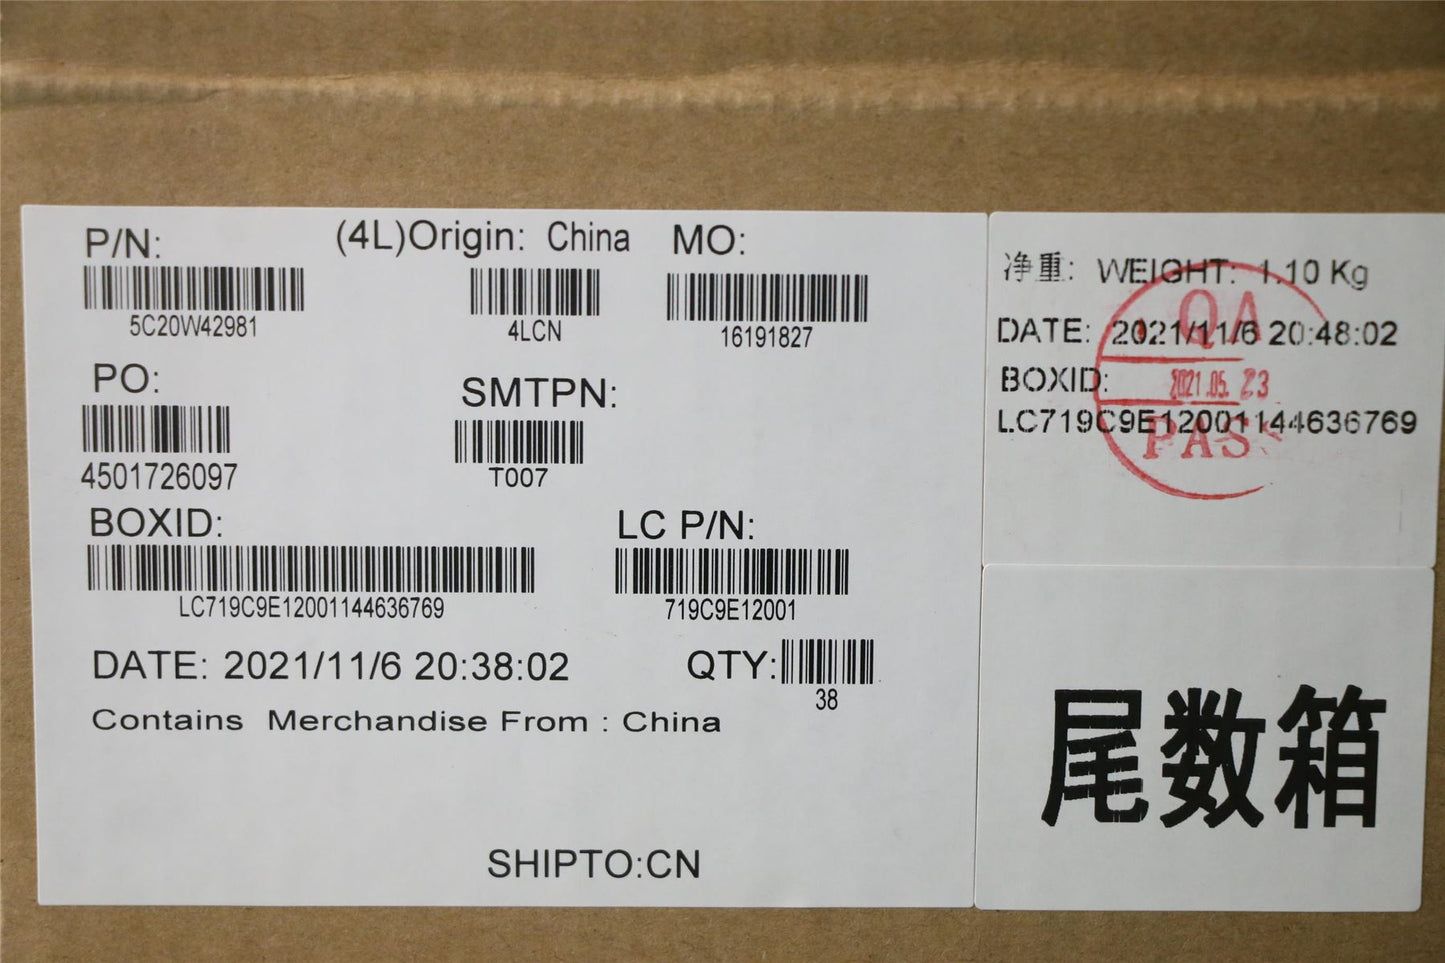 P/N:
5C20W42981
(4L)Origin: China
4LCN
MO:
16191827
PO:
4501726097
SMTPN:
T007
BOXID:
LC719C9E12001144636769
LC P/N:
719C9E12001
DATE: 2021/11/6 20:38:02
QTY:
38
Contains Merchandise From : China
SHIPTO:CN
净重: WEIGHT: 1.10 Kg
DATE: 2021/11/6 20:48:02
BOXID:
LC719C9E12001144636769
QA
2021.05.23
PASS
尾数箱